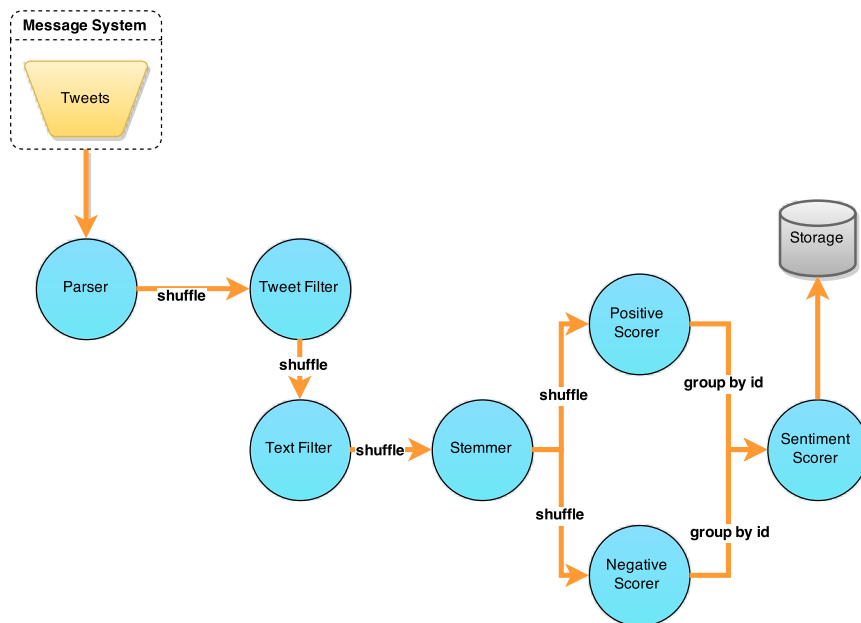 Message System
Tweets
Parser
shuffle
Tweet Filter
shuffle
Text Filter
shuffle
Stemmer
shuffle
shuffle
Positive
Scorer
Negative
Scorer
group by id
group by id
Sentiment
Scorer
Storage